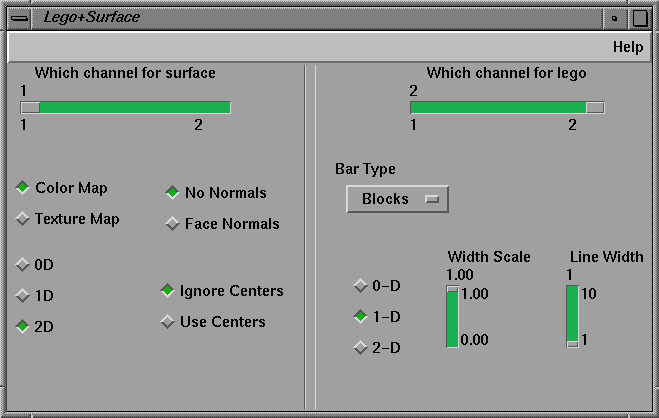 Lego+Surface
Help
Which channel for surface
1
1 2
Color Map
Texture Map
No Normals
Face Normals
0D
1D
2D
Ignore Centers
Use Centers
Which channel for lego
2
1 2
Bar Type
Blocks
0-D
1-D
2-D
Width Scale
1.00
1.00
0.00
Line Width
1
10
1